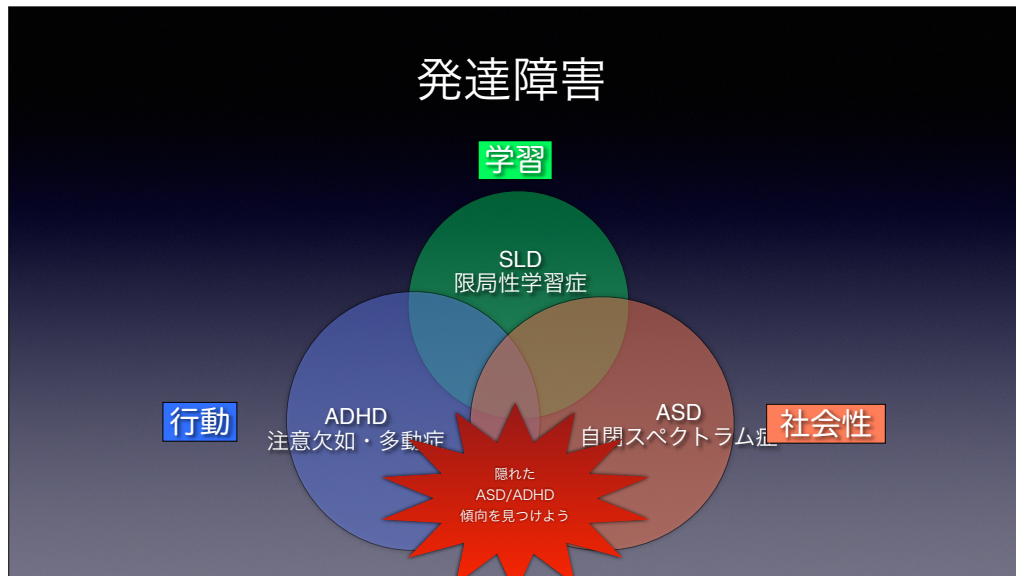 発達障害
学習
SLD
限局性学習症
行動
ADHD
注意欠如・多動症
ASD
自閉スペクトラム症
社会性
隠れた
ASD/ADHD
傾向を見つけよう